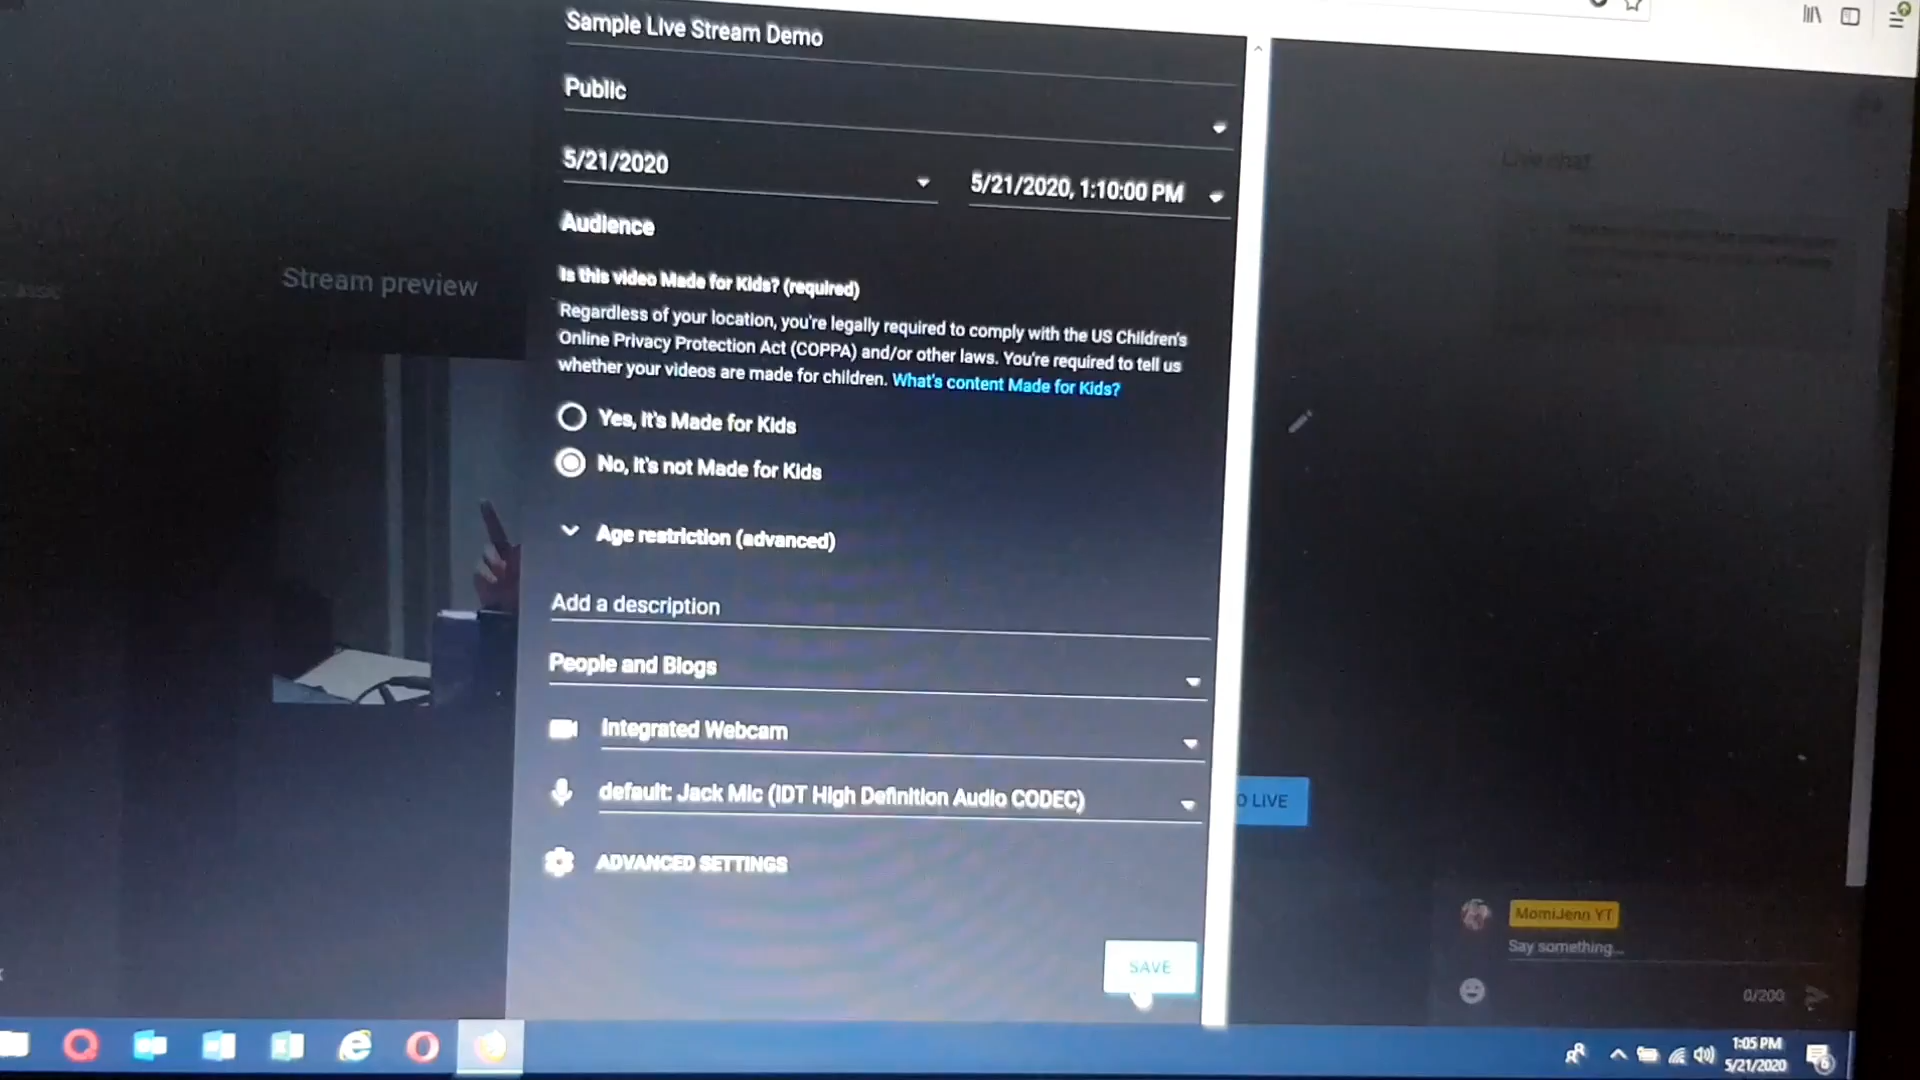 Sample Live Stream Demo
Public
5/21/2020
5/21/2020, 1:10:00 PM
Audience
Is this video Made for Kids? (required)
Regardless of your location, you're legally required to comply with the US Children's
Online Privacy Protection Act (COPPA) and/or other laws. You're required to tell us
whether your videos are made for children. What's content Made for Kids?
Yes, it's Made for Kids
No, it's not Made for Kids
Age restriction (advanced)
Add a description
People and Blogs
Integrated Webcam
default: Jack Mic (IDT High Definition Audio CODEC)
ADVANCED SETTINGS
SAVE
Stream preview
Live chat
O LIVE
MomiJenn YT
Say something...
0/200
1:05 PM
5/21/2020
6